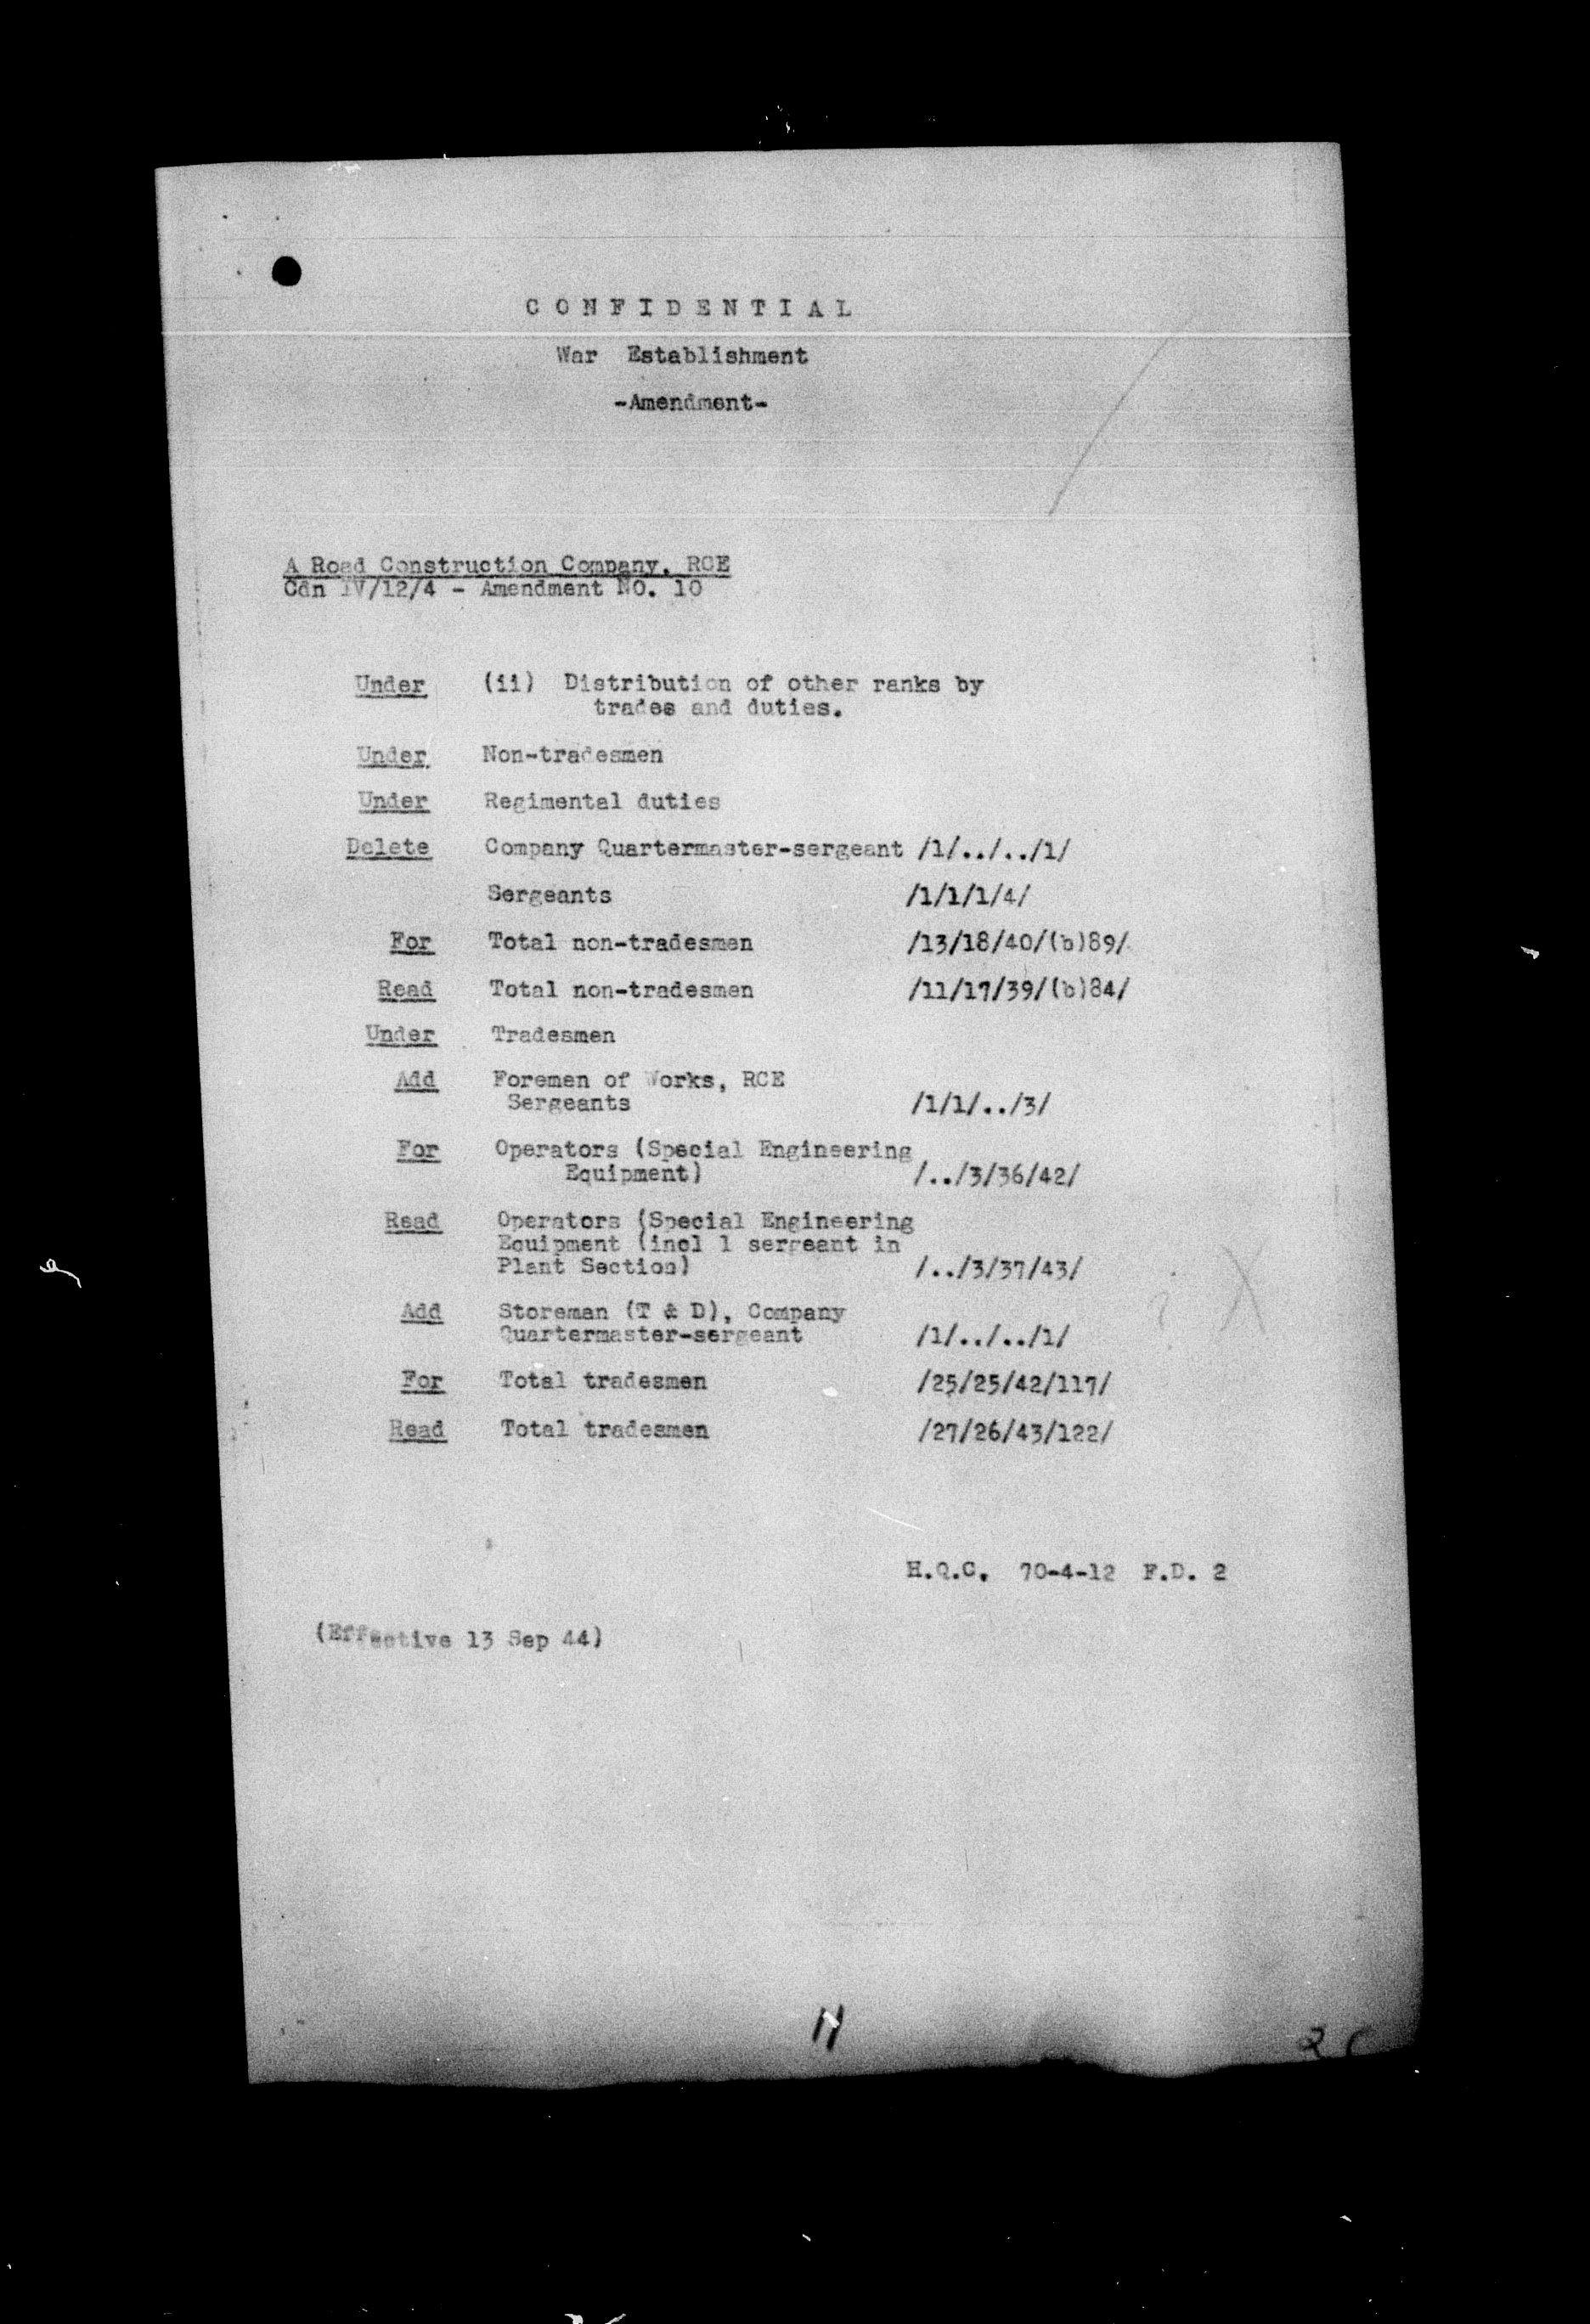 CONFIDENTIAL
War Establishment
-Amendment-
A Road Construction Company, RCE
Cdn IV/12/4 - Amendment NO. 10
Under (ii) Distribution of other ranks by
trades and duties.
Under Non-tradesmen
Under Regimental duties
Delete Company Quartermaster-sergeant /1/../../1/
Sergeants /1/1/1/4/
For Total non-tradesmen /13/18/40/(b)89/
Read Total non-tradesmen /11/17/39/(b)84/
Under Tradesmen
Add Foremen of Works, RCE
Sergeants /1/1/../3/
For Operators (Special Engineering
Equipment) /../3/36/42/
Read Operators (Special Engineering
Equipment (incl 1 sergeant in
Plant Section) /../3/37/43/
Add Storeman (T & D), Company
Quartermaster-sergeant /1/../../1/
For Total tradesmen /25/25/42/117/
Read Total tradesmen /27/26/43/122/
H.Q.C. 70-4-12 F.D. 2
(Effective 13 Sep 44)
11